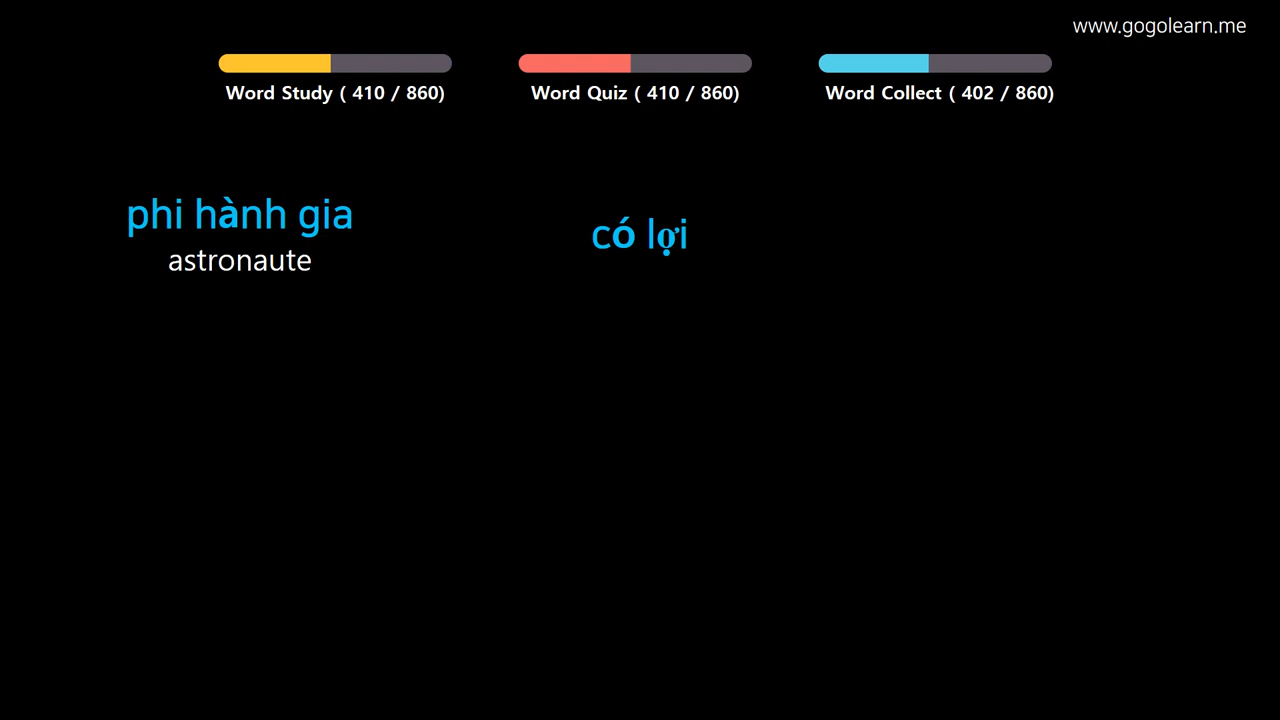 www.gogolearn.me
Word Study ( 410 / 860)
Word Quiz ( 410 / 860)
Word Collect ( 402 / 860)
phi hành gia
astronaute
có lợi